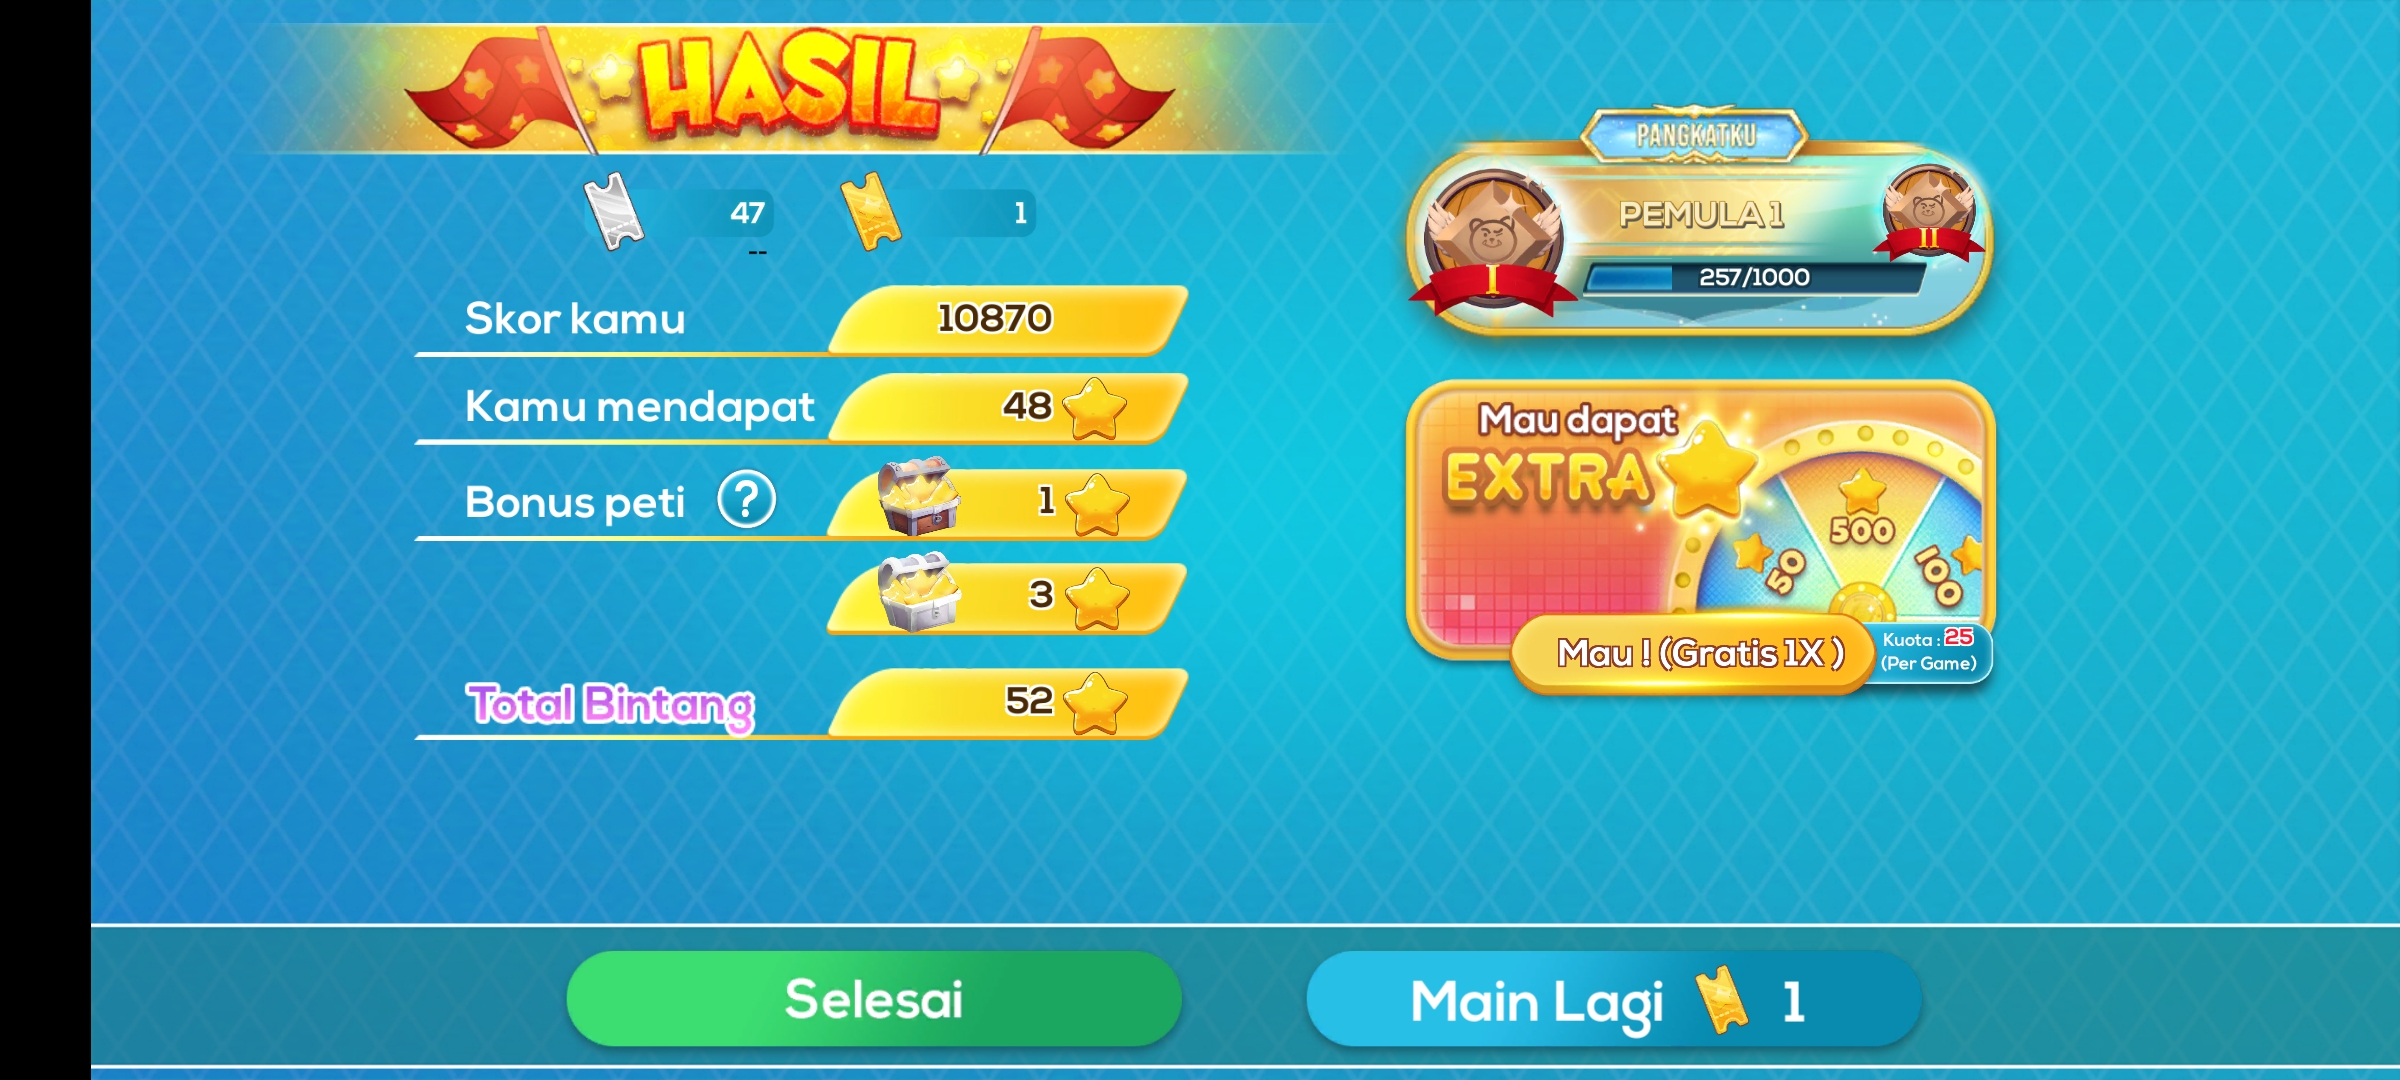 HASIL
47
1
--
Skor kamu
10870
Kamu mendapat
48
Bonus peti
?
1
3
Total Bintang
52
PANGKATKU
PEMULA 1
I
II
257/1000
Mau dapat
EXTRA
50
500
100
Mau ! (Gratis 1X )
Kuota : 25
(Per Game)
Selesai
Main Lagi 1